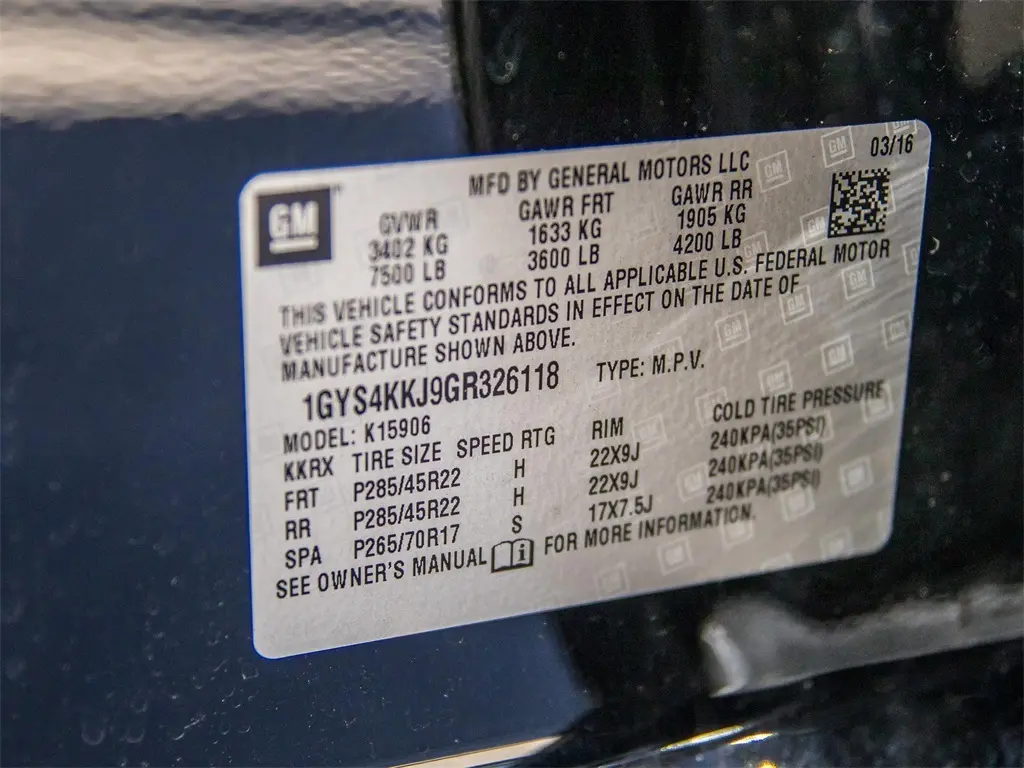 03/16
MFD BY GENERAL MOTORS LLC
GM
GVWR GAWR FRT GAWR RR
3402 KG 1633 KG 1905 KG
7500 LB 3600 LB 4200 LB
THIS VEHICLE CONFORMS TO ALL APPLICABLE U.S. FEDERAL MOTOR
VEHICLE SAFETY STANDARDS IN EFFECT ON THE DATE OF
MANUFACTURE SHOWN ABOVE.
1GYS4KKJ9GR326118 TYPE: M.P.V.
MODEL: K15906
KKRX TIRE SIZE SPEED RTG RIM COLD TIRE PRESSURE
FRT P285/45R22 H 22X9J 240KPA(35PSI)
RR P285/45R22 H 22X9J 240KPA(35PSI)
SPA P265/70R17 S 17X7.5J 240KPA(35PSI)
SEE OWNER'S MANUAL i FOR MORE INFORMATION.